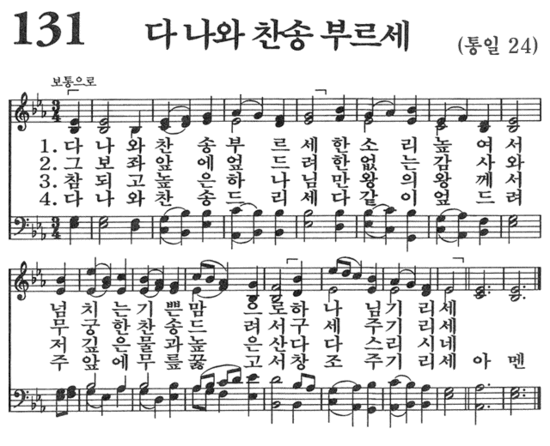 131 다 나와 찬송 부르세 (통일 24)
보통으로
1. 다 나 와 찬 송 부 르 세 한 소 리 높 여 서
2. 그 보 좌 앞 에 엎 드 려 한 없 는 감 사 와
3. 참 되 고 높 은 하 나 님 만 왕 의 왕 께 서
4. 다 나 와 찬 송 드 리 세 다 같 이 엎 드 려
넘 치 는 기 쁜 맘 으 로 하 나 님 기 리 세
무 궁 한 찬 송 드 려 서 구 세 주 기 리 세
저 깊 은 물 과 높 은 산 다 다 스 리 시 네
주 앞 에 무 릎 꿇 고 서 창 조 주 기 리 세 아 멘